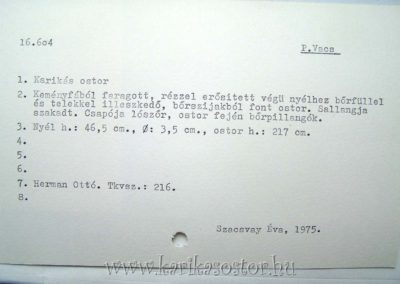 16.604
P.Vacs
1. Karikás ostor
2. Keményfából faragott, rézzel erősitett végü nyélhez bőrfüllel
és telekkel illeszkedő, bőrszijakból font ostor. Sallangja
szakadt. Csapója lószőr, ostor fején bőrpillangók.
3. Nyél h.: 46,5 cm., Ø: 3,5 cm., ostor h.: 217 cm.
4.
5.
6.
7. Herman Ottó. Tkvsz.: 216.
8.
Szacsvay Éva, 1975.
www.karikasostor.hu